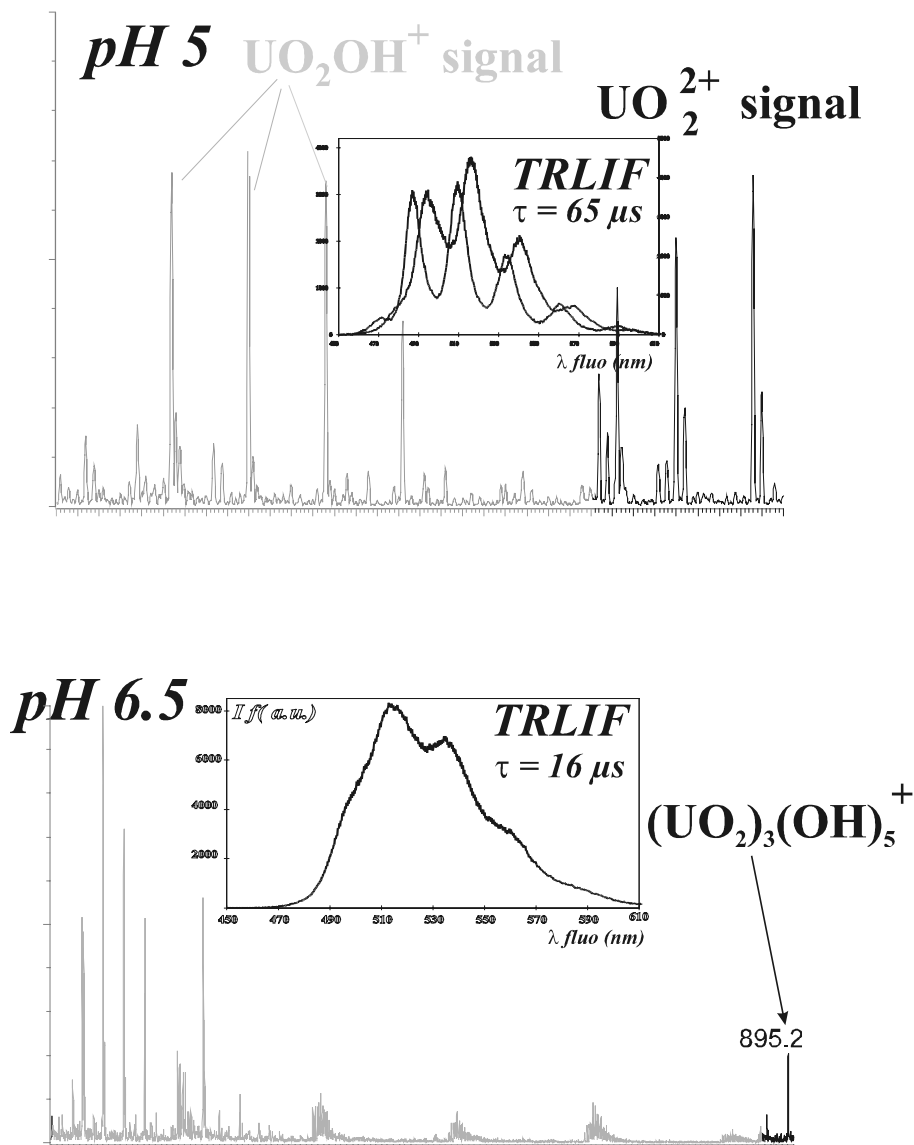 pH 5
UO₂OH⁺ signal
UO₂²⁺ signal
TRLIF
τ = 65 µs
λ fluo (nm)
pH 6.5
I f( a.u.)
TRLIF
τ = 16 µs
8000
6000
4000
2000
450 470 490 510 530 550 570 590 610
λ fluo (nm)
(UO₂)₃(OH)₅⁺
895.2